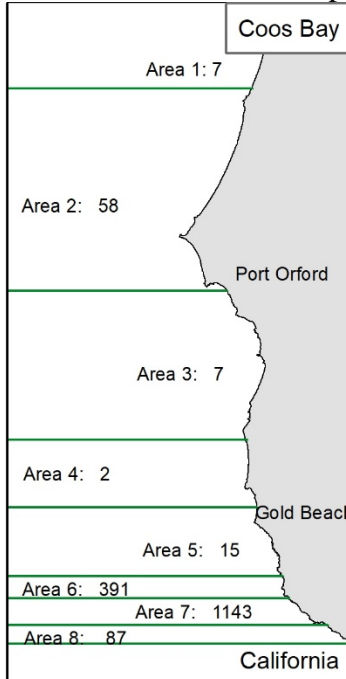 Coos Bay
Area 1: 7
Area 2: 58
Port Orford
Area 3: 7
Area 4: 2
Gold Beach
Area 5: 15
Area 6: 391
Area 7: 1143
Area 8: 87
California